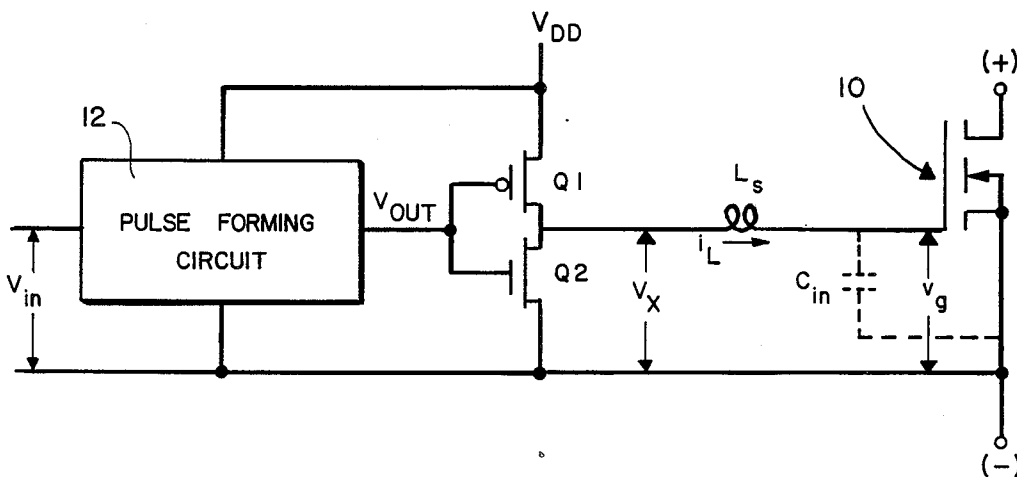 V_DD
(+)
12
10
PULSE FORMING
CIRCUIT
V_OUT
Q1
L_s
V_in
Q2
V_X
i_L
C_in
v_g
(-)